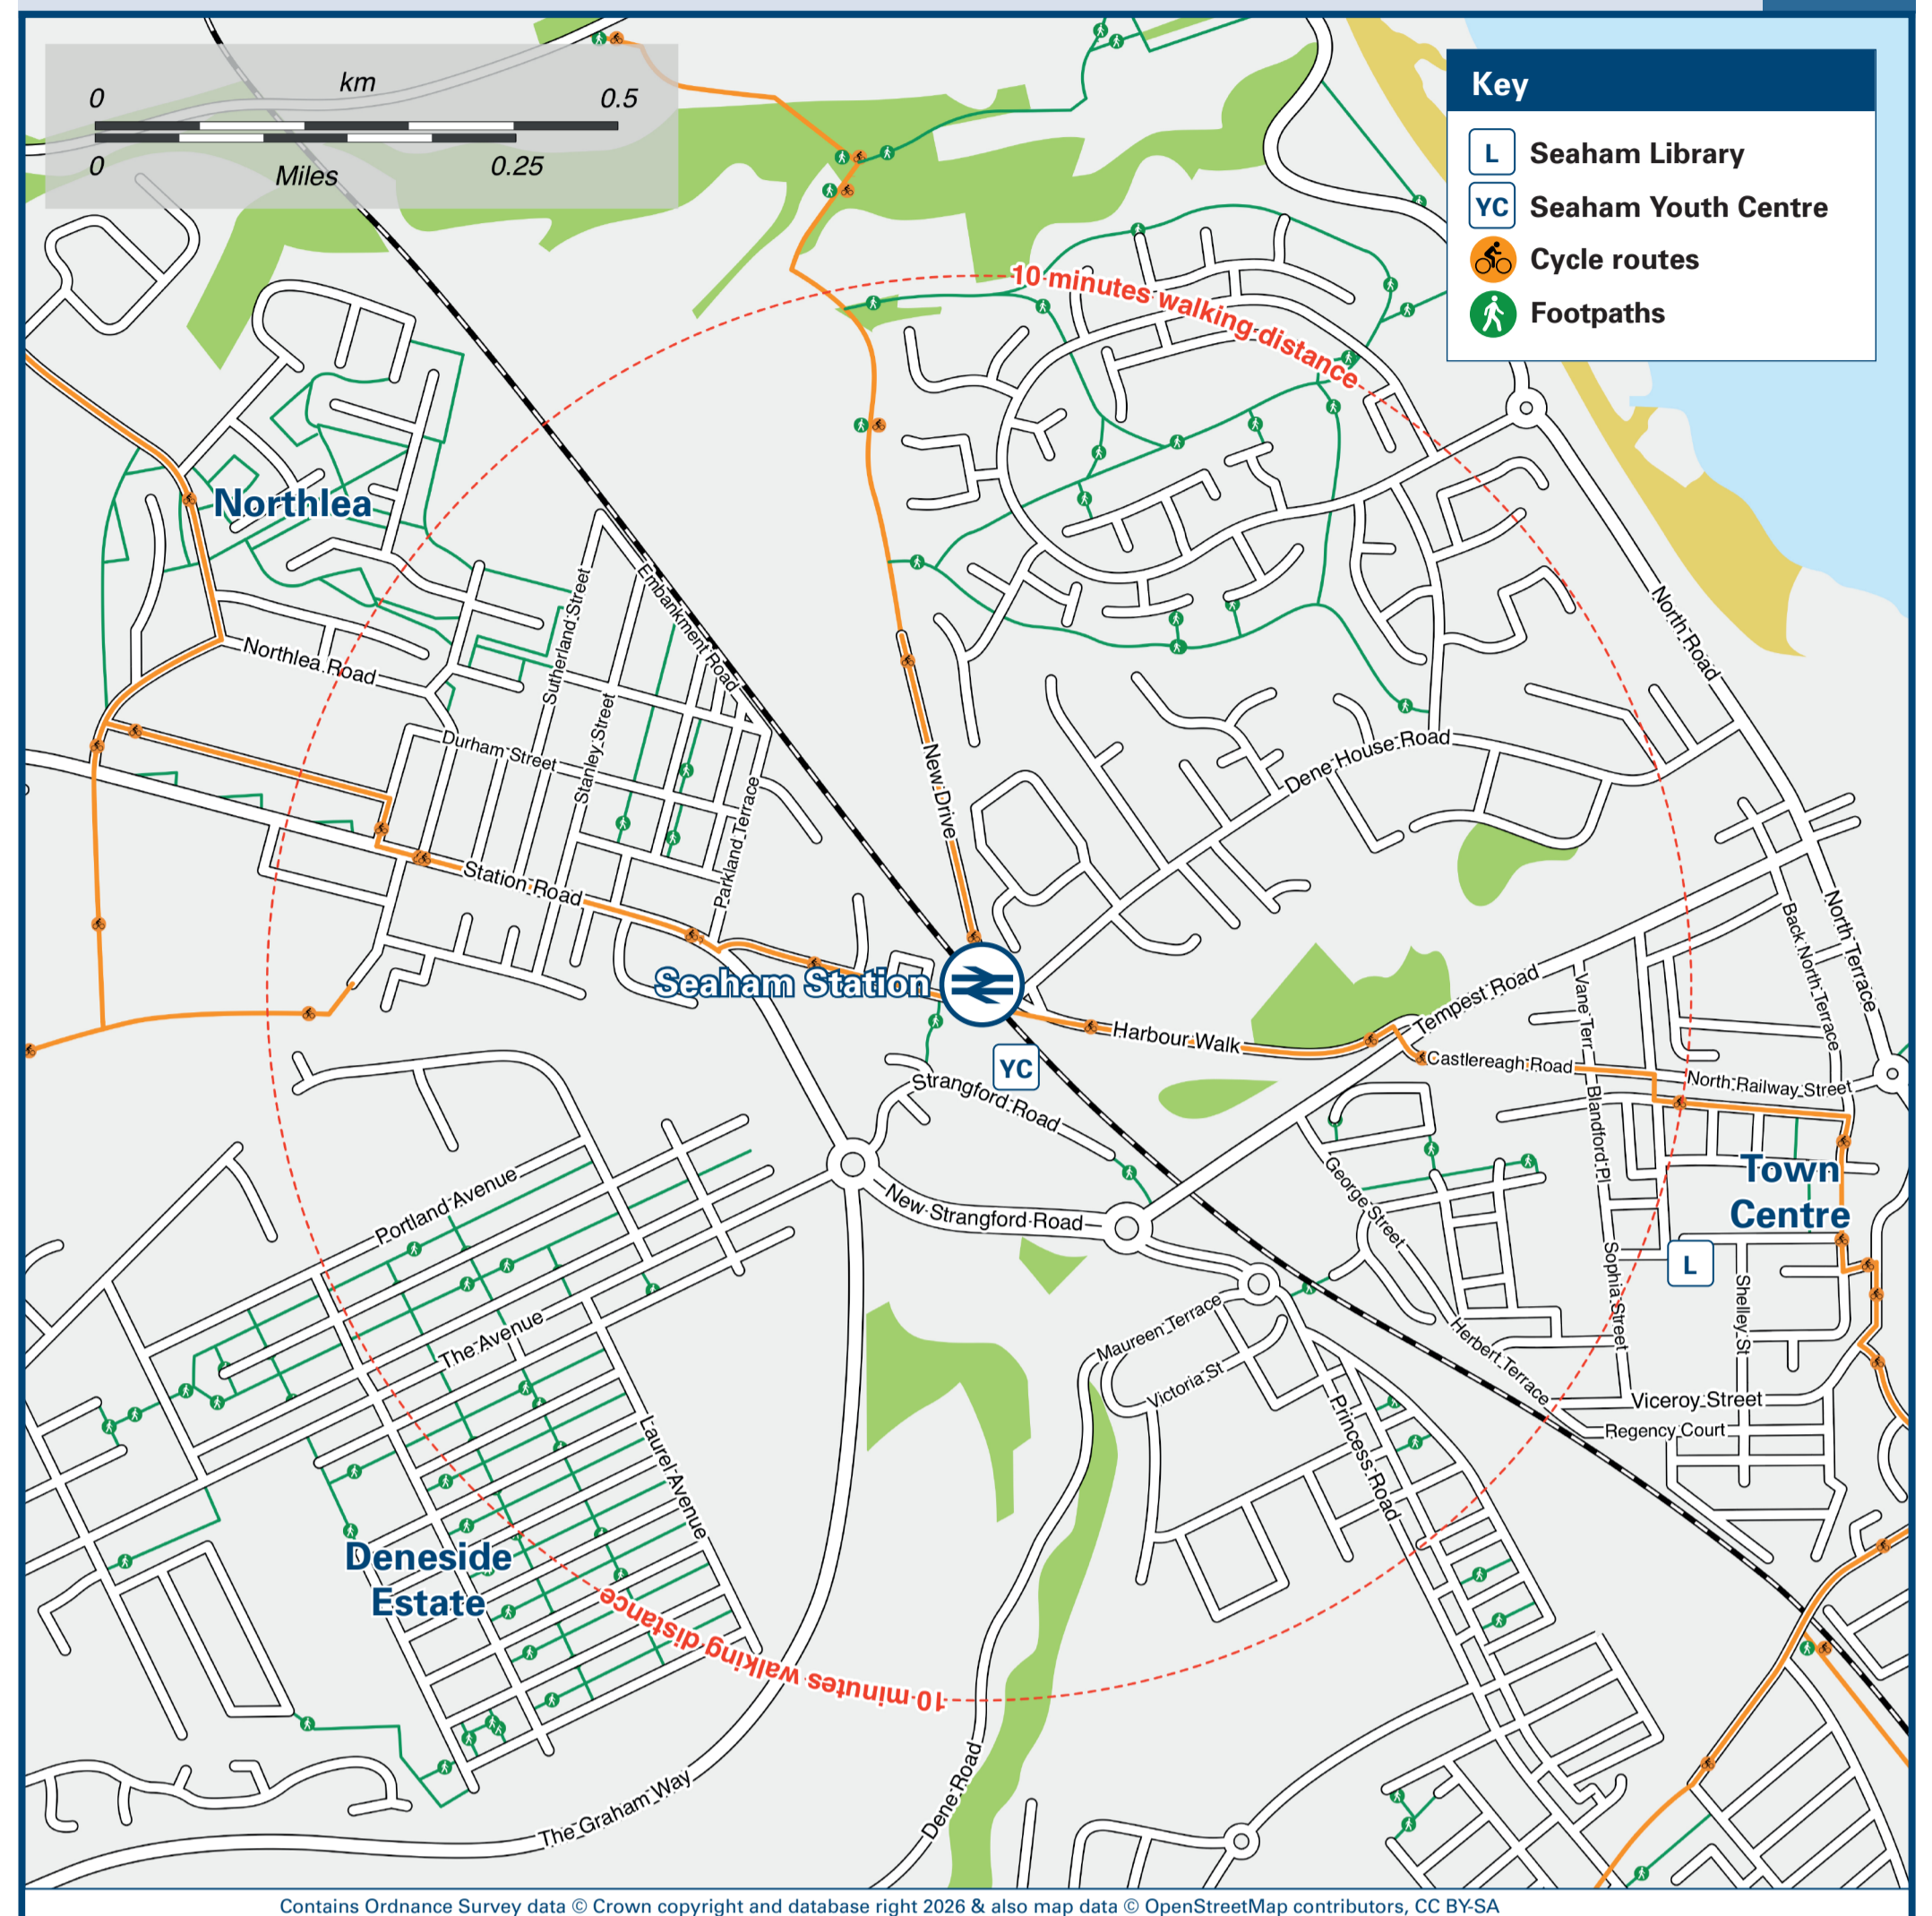 km
0
0.5
0
Miles
0.25
Key
L Seaham Library
YC Seaham Youth Centre
Cycle routes
Footpaths
10 minutes walking distance
Northlea
Embankment Road
Sutherland Street
Northlea Road
Stanley Street
Durham Street
Parkland Terrace
Station Road
New Drive
North Road
Dene House Road
North Terrace
Back North Terrace
Seaham Station
Tempest Road
Vane Terr
Harbour Walk
Castlereagh Road
North Railway Street
YC
Strangford Road
Blandford Pl
Town
Centre
Portland Avenue
New Strangford Road
George Street
Sophia Street
L
Shelley St
The Avenue
Maureen Terrace
Victoria St
Herbert Terrace
Viceroy Street
Regency Court
Princess Road
Laurel Avenue
Deneside
Estate
10 minutes walking distance
The Graham Way
Dene Road
Contains Ordnance Survey data © Crown copyright and database right 2026 & also map data © OpenStreetMap contributors, CC BY-SA